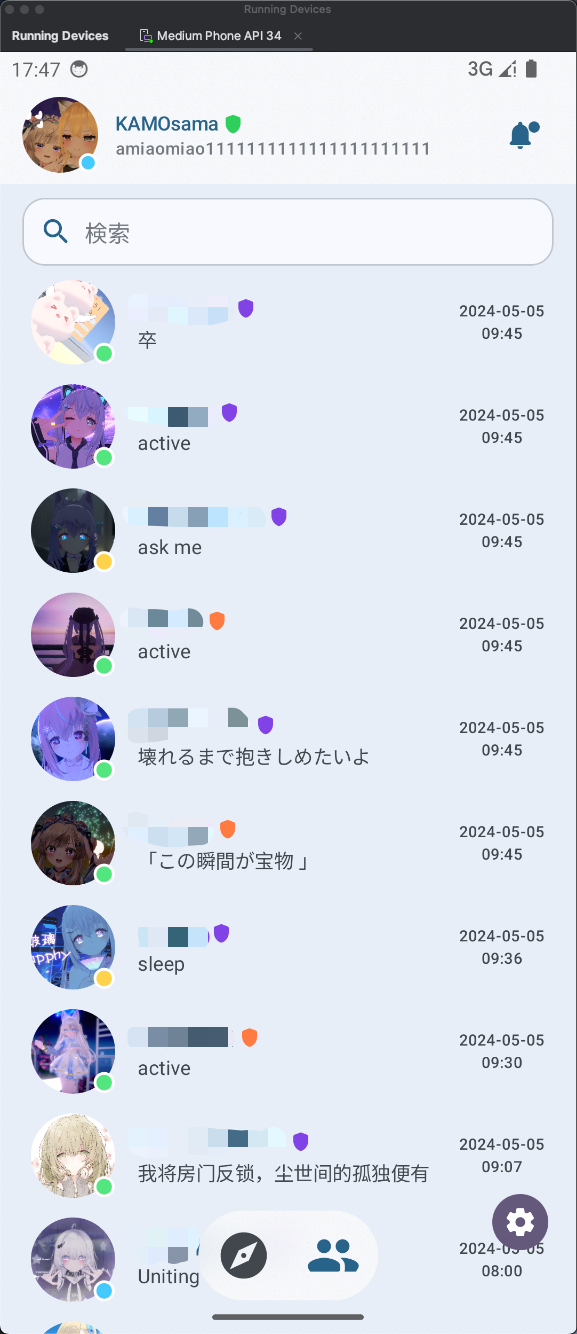 Running Devices
Running Devices Medium Phone API 34
17:47 3G
KAMOsama
amiaomiao1111111111111111111111
検索
2024-05-05
09:45
卒
2024-05-05
09:45
active
2024-05-05
09:45
ask me
2024-05-05
09:45
active
2024-05-05
09:45
壊れるまで抱きしめたいよ
2024-05-05
09:45
「この瞬間が宝物 」
2024-05-05
09:36
sleep
2024-05-05
09:30
active
2024-05-05
09:07
我将房门反锁，尘世间的孤独便有
2024-05-05
08:00
Uniting